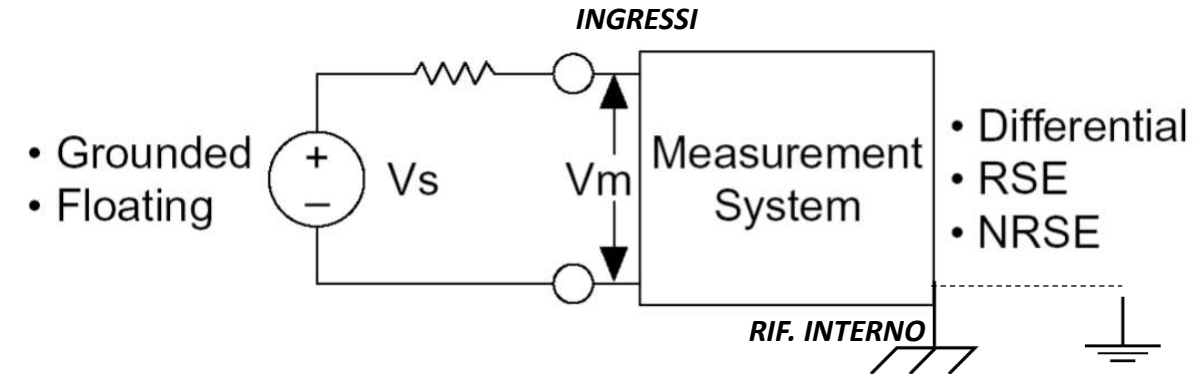 INGRESSI
• Grounded
• Floating
+
–
Vs
Vm
Measurement
System
• Differential
• RSE
• NRSE
RIF. INTERNO